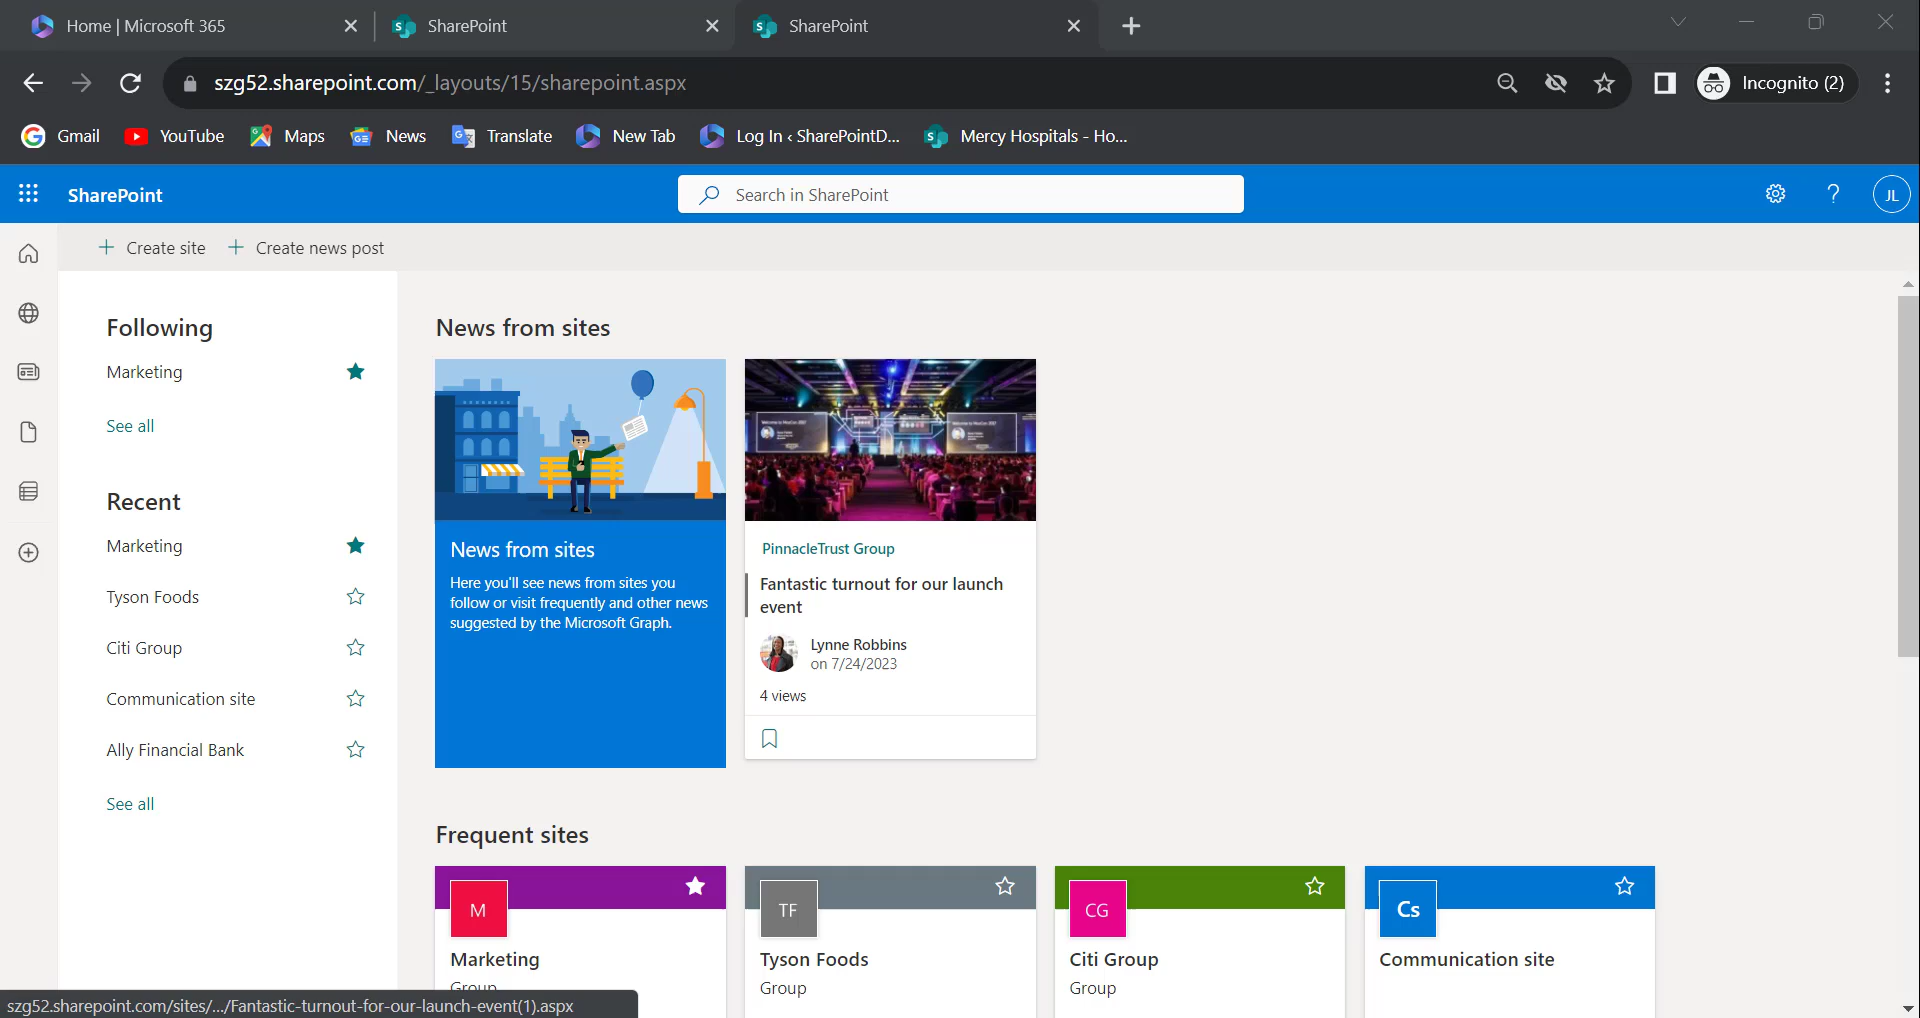 Home | Microsoft 365
SharePoint
SharePoint
szg52.sharepoint.com/_layouts/15/sharepoint.aspx
Incognito (2)
Gmail
YouTube
Maps
News
Translate
New Tab
Log In ‹ SharePointD...
Mercy Hospitals - Ho...
SharePoint
Search in SharePoint
JL
Create site
Create news post
Following
Marketing
See all
Recent
Marketing
Tyson Foods
Citi Group
Communication site
Ally Financial Bank
See all
News from sites
News from sites
Here you'll see news from sites you
follow or visit frequently and other news
suggested by the Microsoft Graph.
PinnacleTrust Group
Fantastic turnout for our launch
event
Lynne Robbins
on 7/24/2023
4 views
Frequent sites
M
Marketing
Group
TF
Tyson Foods
Group
CG
Citi Group
Group
Cs
Communication site
szg52.sharepoint.com/sites/.../Fantastic-turnout-for-our-launch-event(1).aspx